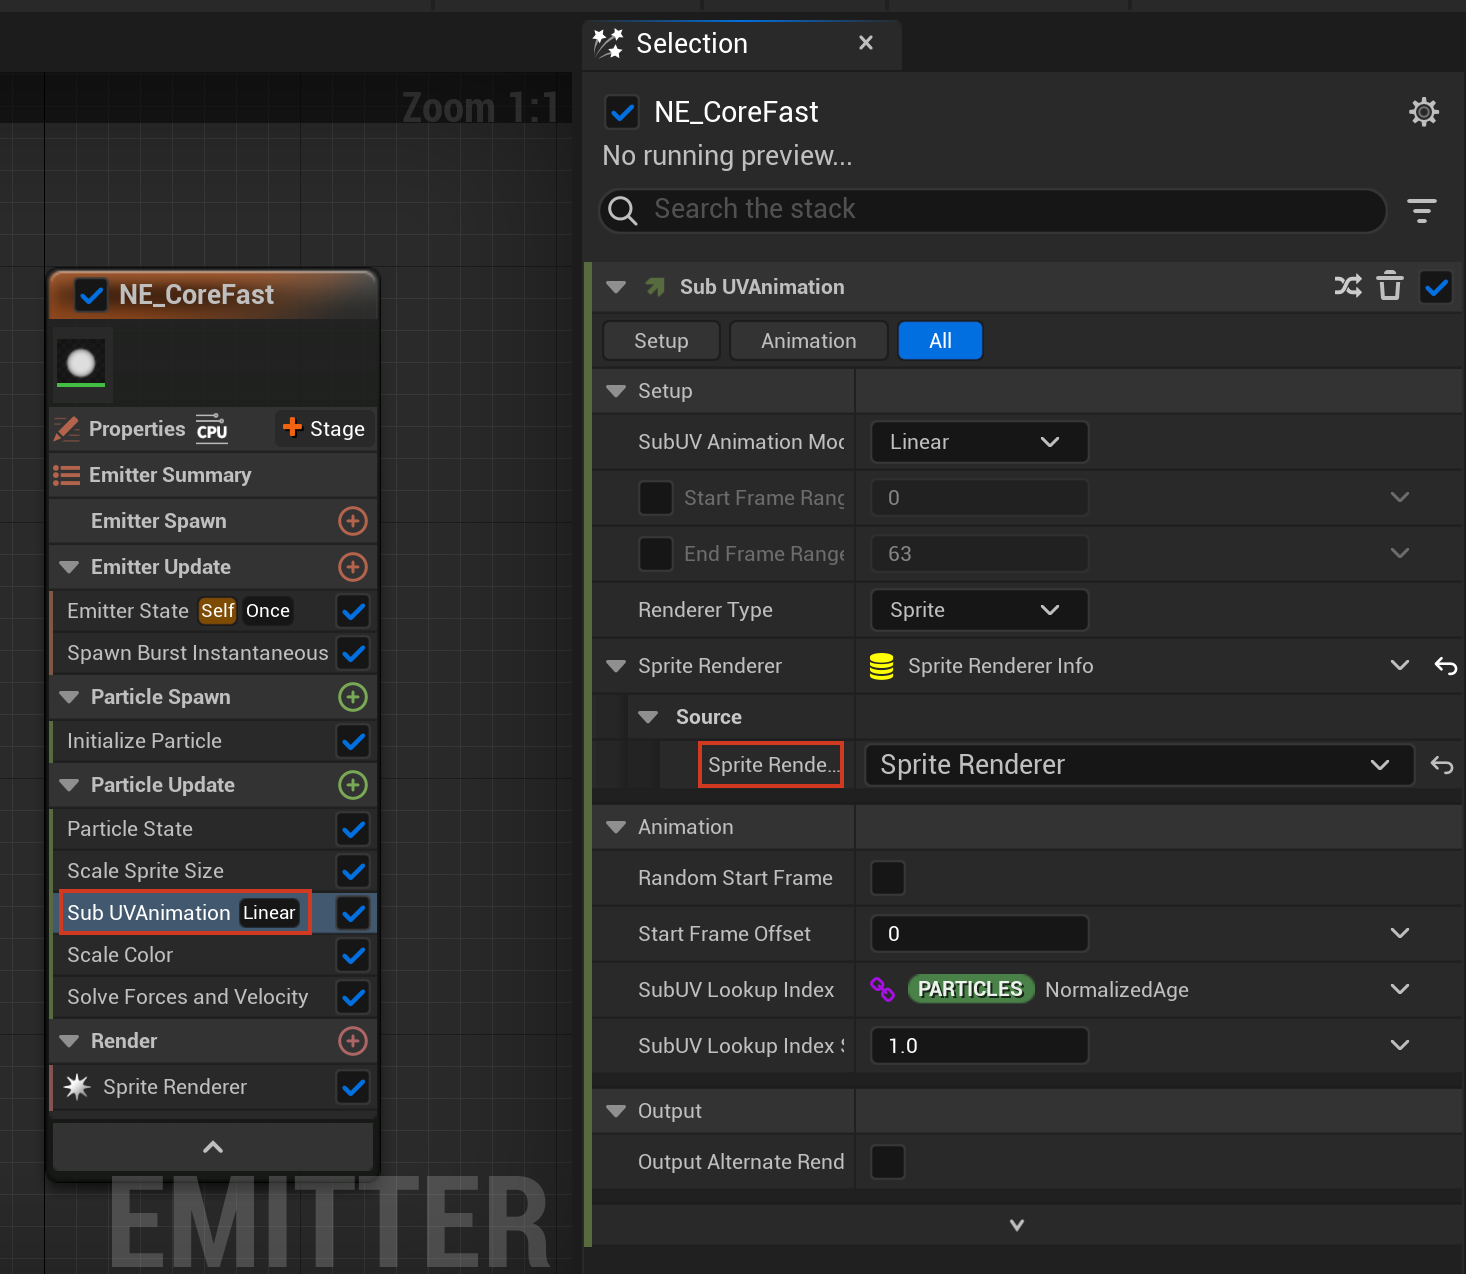 Selection
Zoom 1:1
NE_CoreFast
No running preview...
Search the stack
NE_CoreFast
Properties CPU Stage
Emitter Summary
Emitter Spawn
Emitter Update
Emitter State Self Once
Spawn Burst Instantaneous
Particle Spawn
Initialize Particle
Particle Update
Particle State
Scale Sprite Size
Sub UVAnimation Linear
Scale Color
Solve Forces and Velocity
Render
Sprite Renderer
EMITTER
Sub UVAnimation
Setup Animation All
Setup
SubUV Animation Mod Linear
Start Frame Rang 0
End Frame Range 63
Renderer Type Sprite
Sprite Renderer Sprite Renderer Info
Source
Sprite Rende... Sprite Renderer
Animation
Random Start Frame
Start Frame Offset 0
SubUV Lookup Index PARTICLES NormalizedAge
SubUV Lookup Index S 1.0
Output
Output Alternate Rend